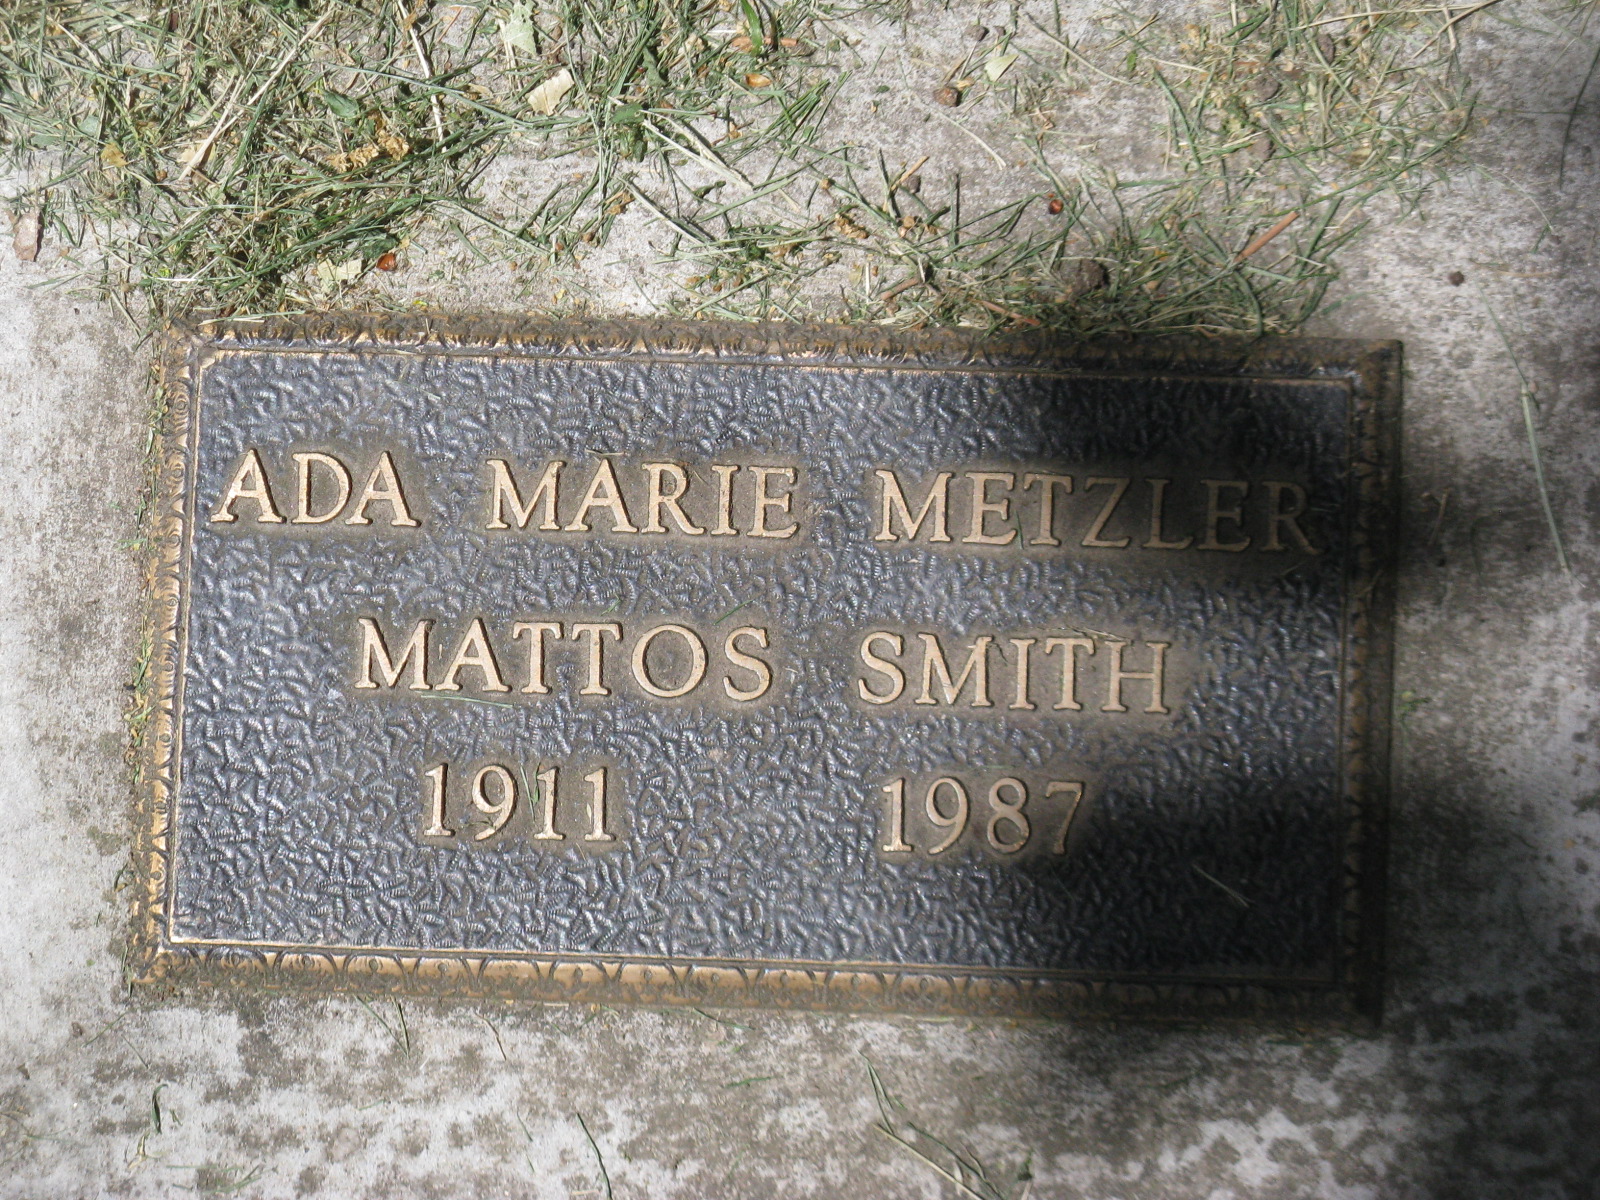 ADA MARIE METZLER
MATTOS SMITH
1911 1987